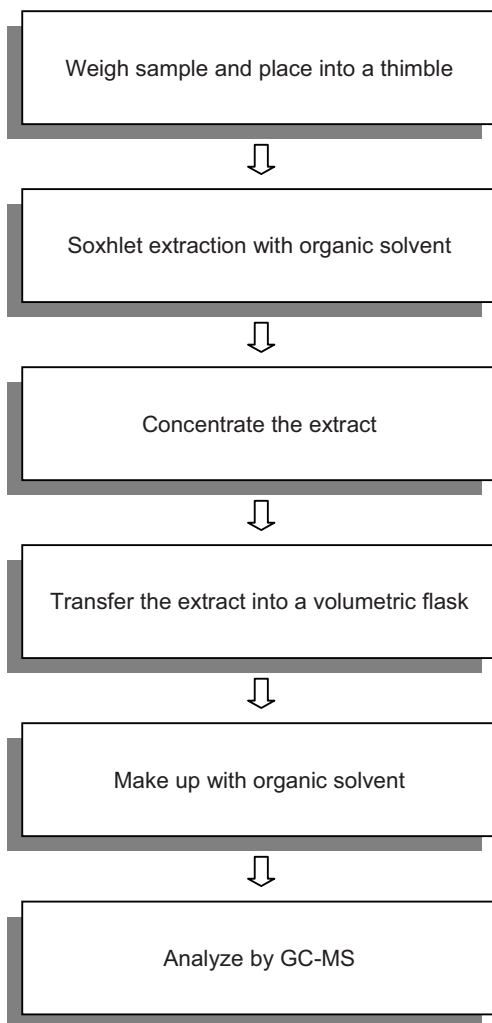 Weigh sample and place into a thimble
Soxhlet extraction with organic solvent
Concentrate the extract
Transfer the extract into a volumetric flask
Make up with organic solvent
Analyze by GC-MS